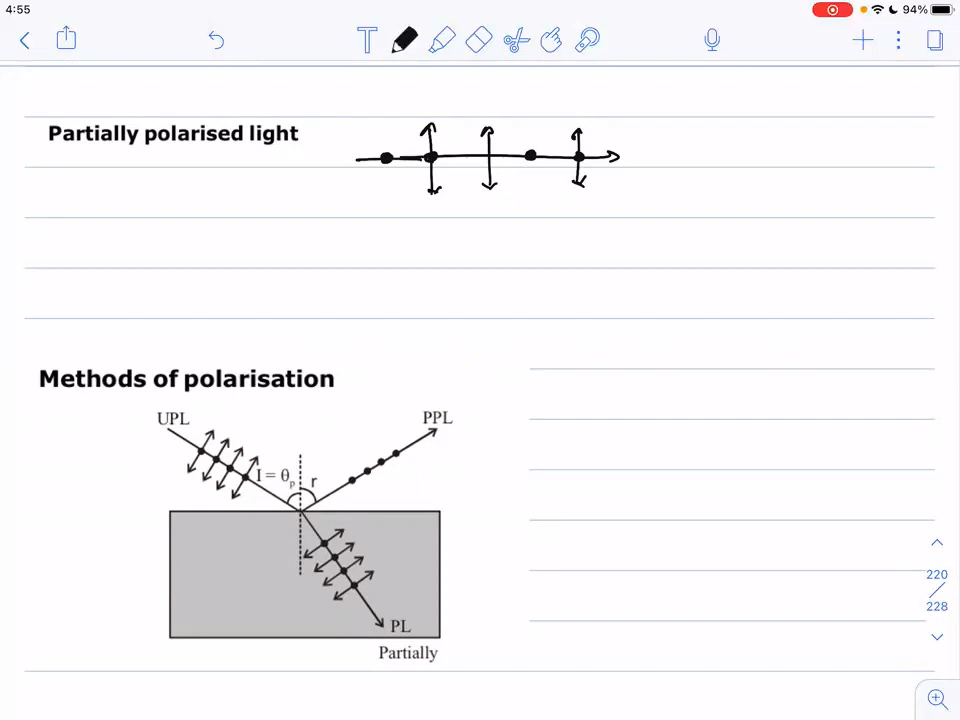 4:55
94%
T
Partially polarised light
Methods of polarisation
UPL
PPL
I = θp
r
220
228
PL
Partially